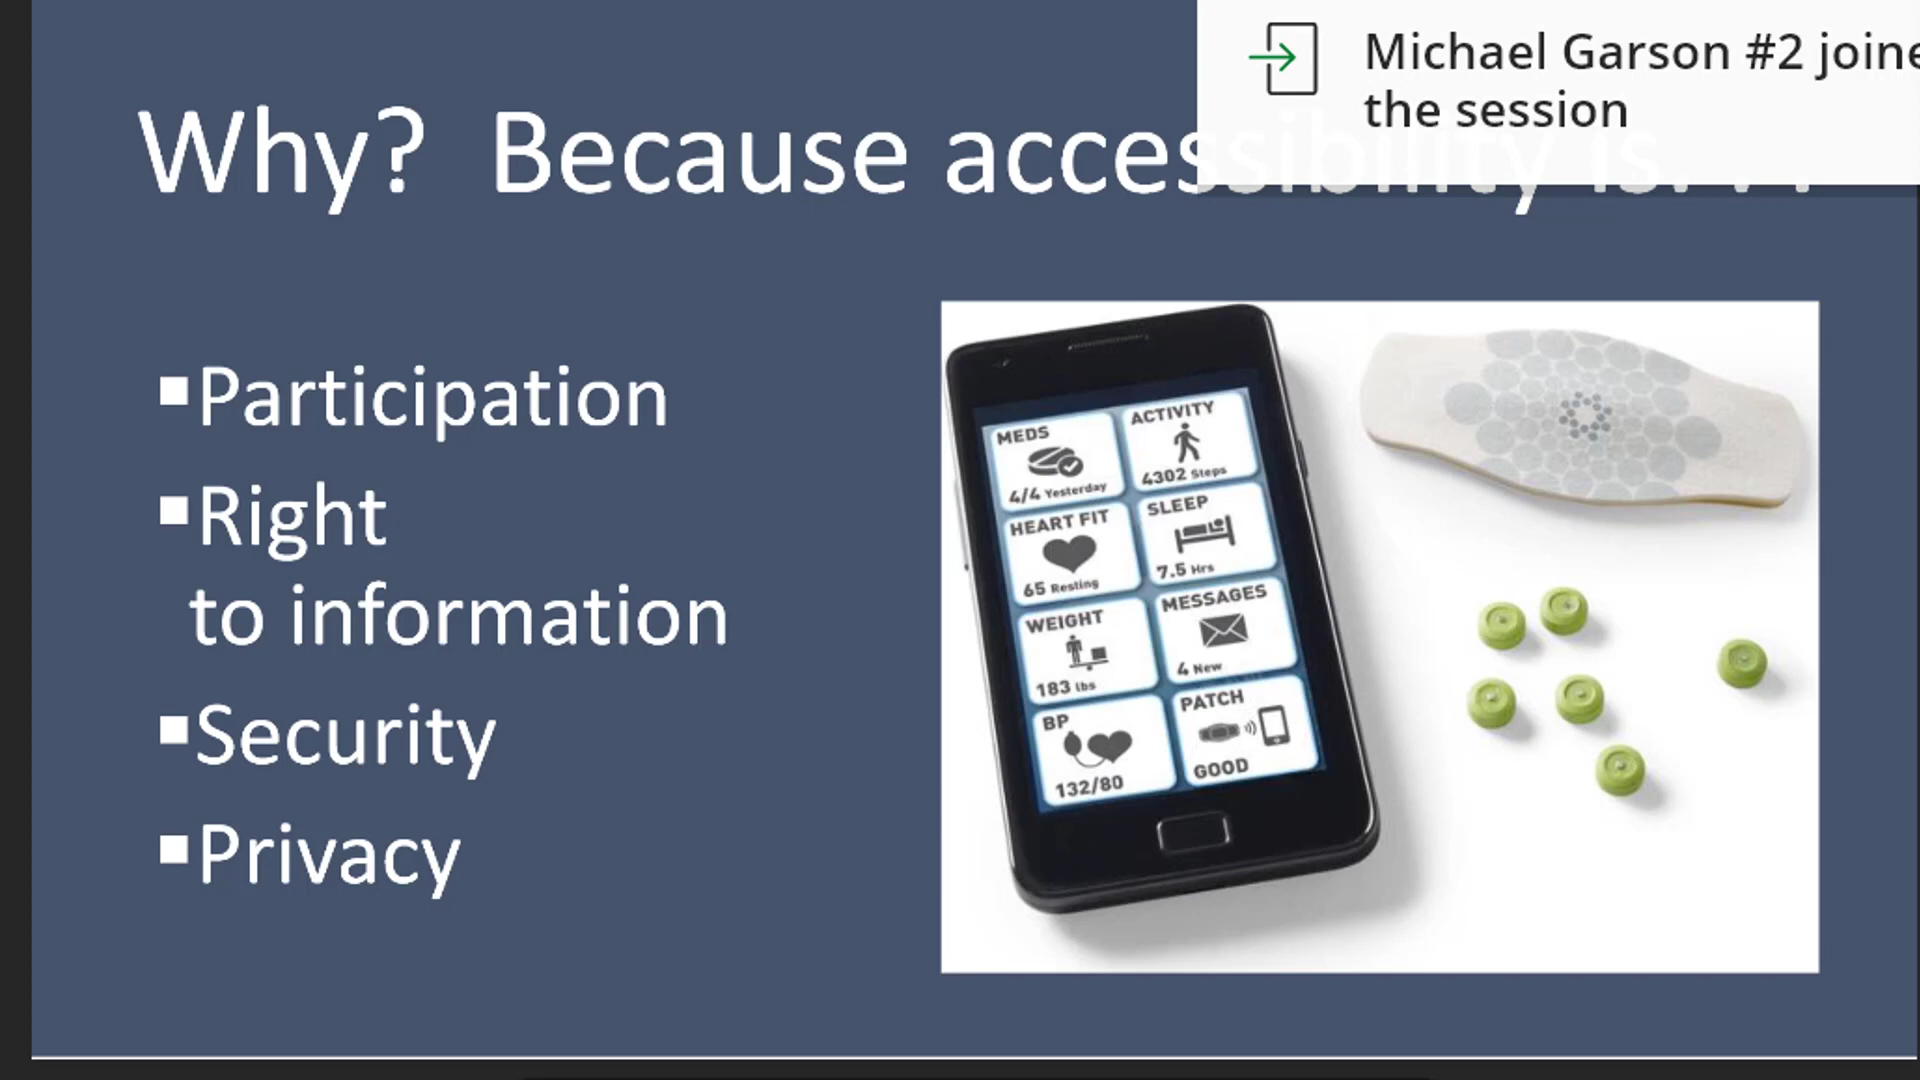 Michael Garson #2 joine
the session
Why? Because accessibility is. . .
▪Participation
▪Right
to information
▪Security
▪Privacy
MEDS
4/4 Yesterday
ACTIVITY
4302 Steps
HEART FIT
65 Resting
SLEEP
7.5 Hrs
WEIGHT
183 lbs
MESSAGES
4 New
BP
132/80
PATCH
GOOD